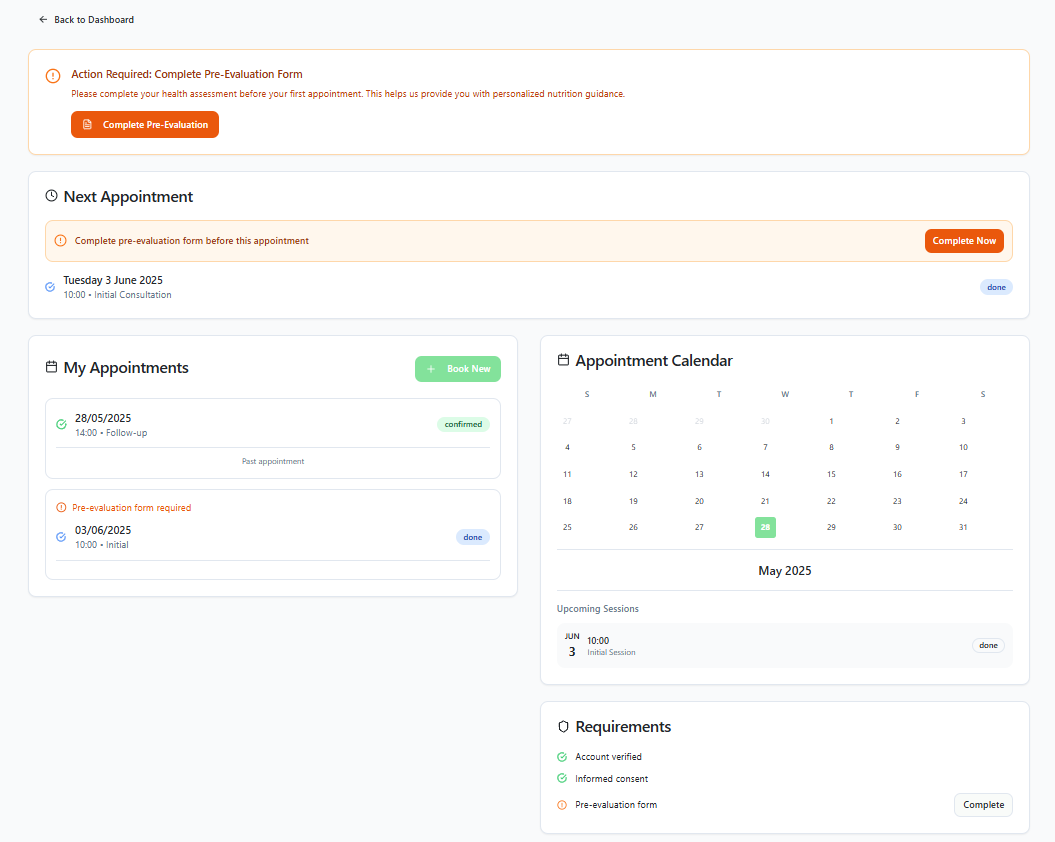 Back to Dashboard
Action Required: Complete Pre-Evaluation Form
Please complete your health assessment before your first appointment. This helps us provide you with personalized nutrition guidance.
Complete Pre-Evaluation
Next Appointment
Complete pre-evaluation form before this appointment
Complete Now
Tuesday 3 June 2025
10:00 • Initial Consultation
done
My Appointments
Book New
28/05/2025
14:00 • Follow-up
confirmed
Past appointment
Pre-evaluation form required
03/06/2025
10:00 • Initial
done
Appointment Calendar
S M T W T F S
27 28 29 30 1 2 3
4 5 6 7 8 9 10
11 12 13 14 15 16 17
18 19 20 21 22 23 24
25 26 27 28 29 30 31
May 2025
Upcoming Sessions
JUN
3
10:00
Initial Session
done
Requirements
Account verified
Informed consent
Pre-evaluation form
Complete